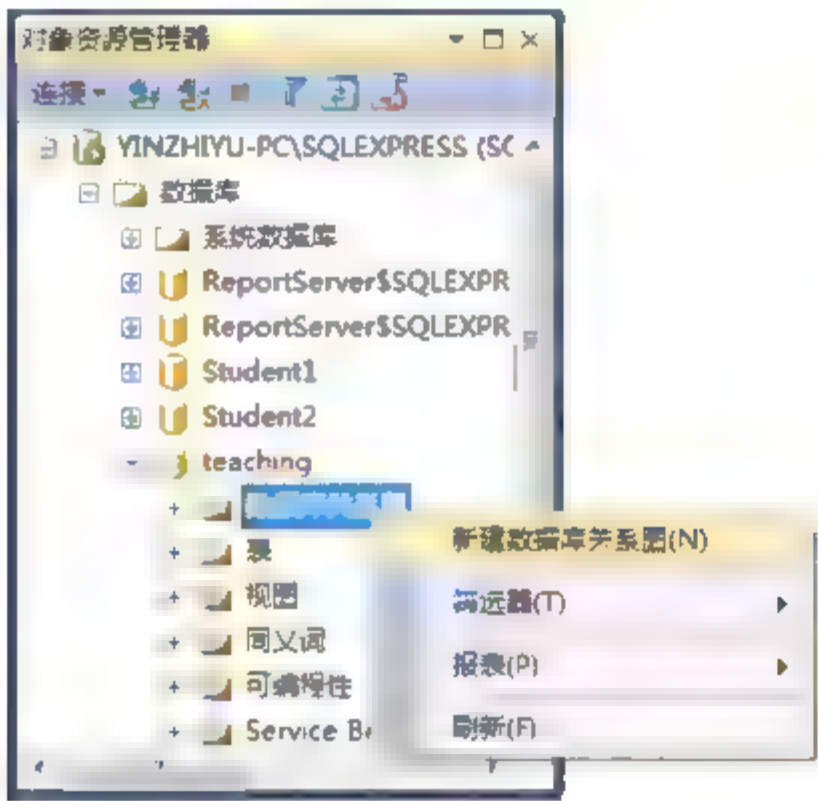 对象资源管理器
连接
YINZHIYU-PC\SQLEXPRESS (SC
数据库
系统数据库
ReportServer$SQLEXPR
ReportServer$SQLEXPR
Student1
Student2
teaching
表
视图
同义词
可编程性
Service B
新建数据库关系图(N)
筛选器(T)
报表(P)
刷新(F)